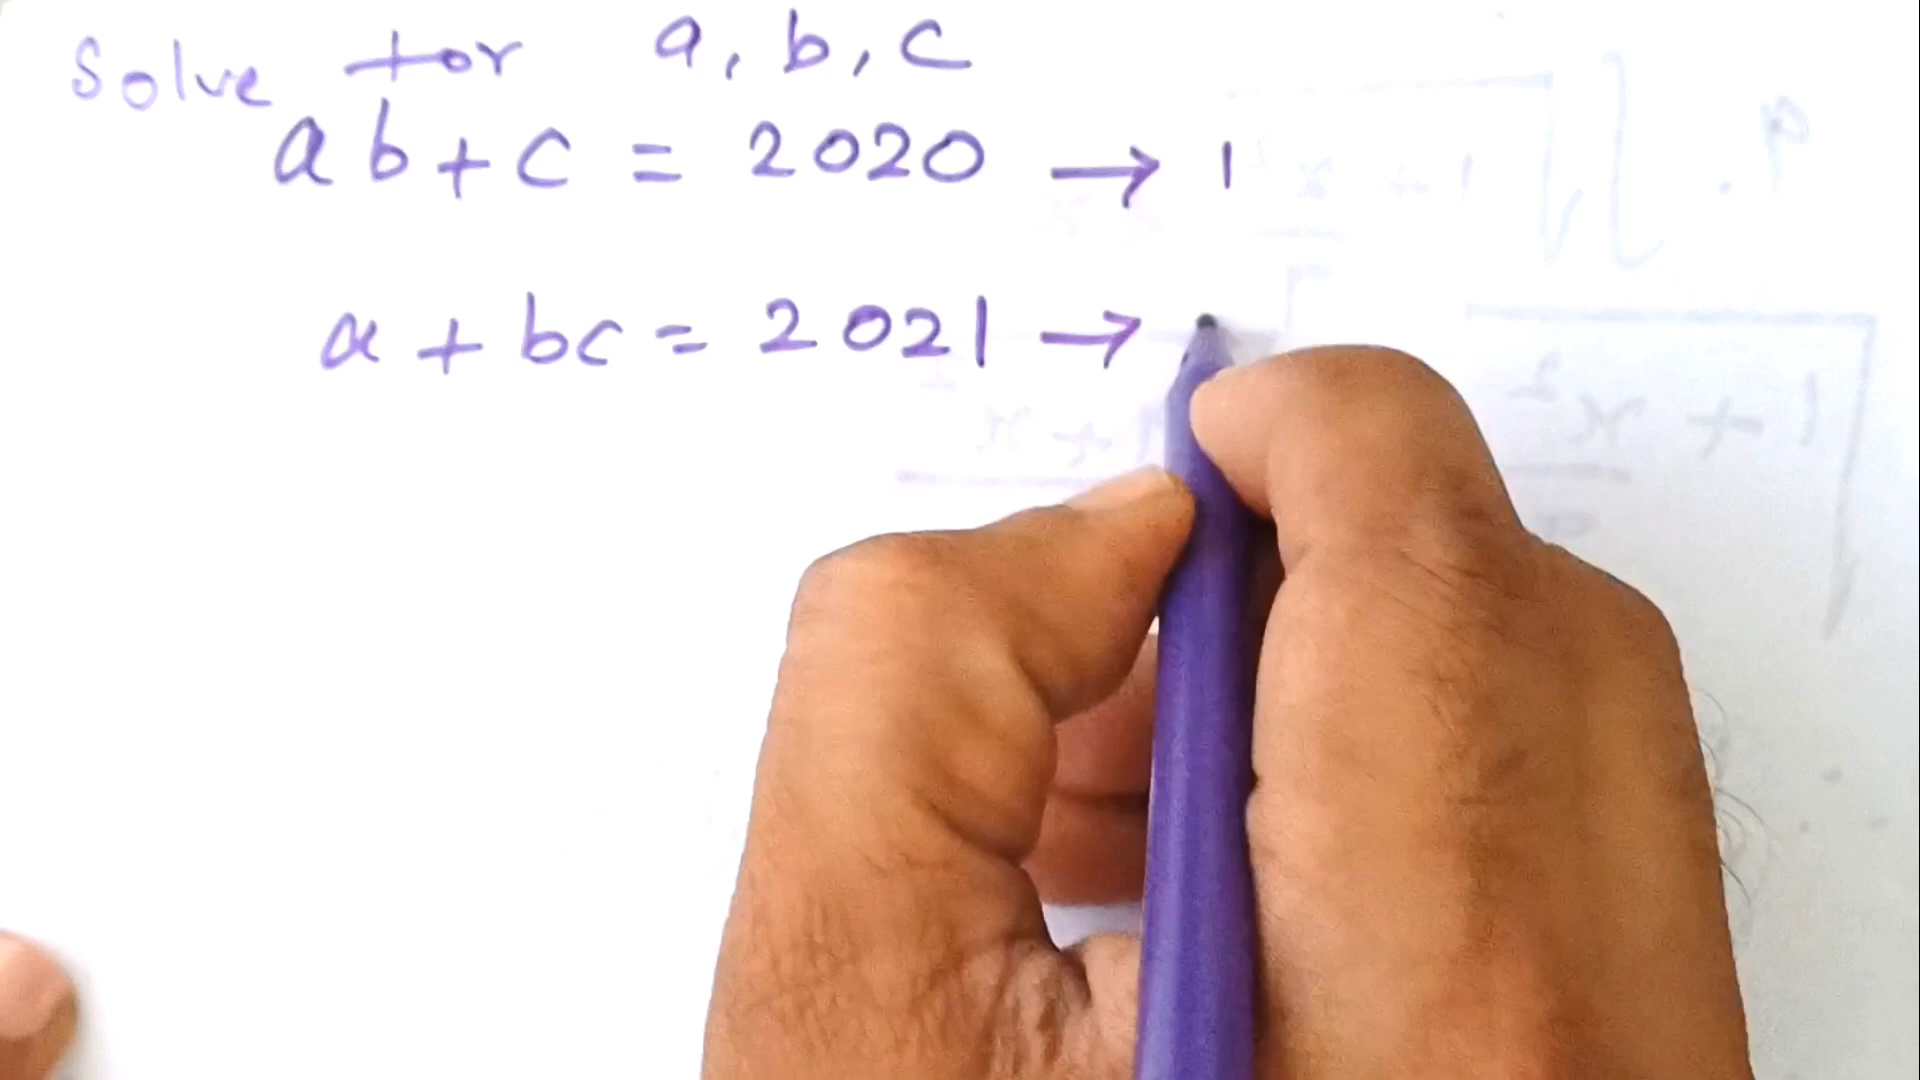 Solve for a, b, c
ab + c = 2020 → 1
a + bc = 2021 →